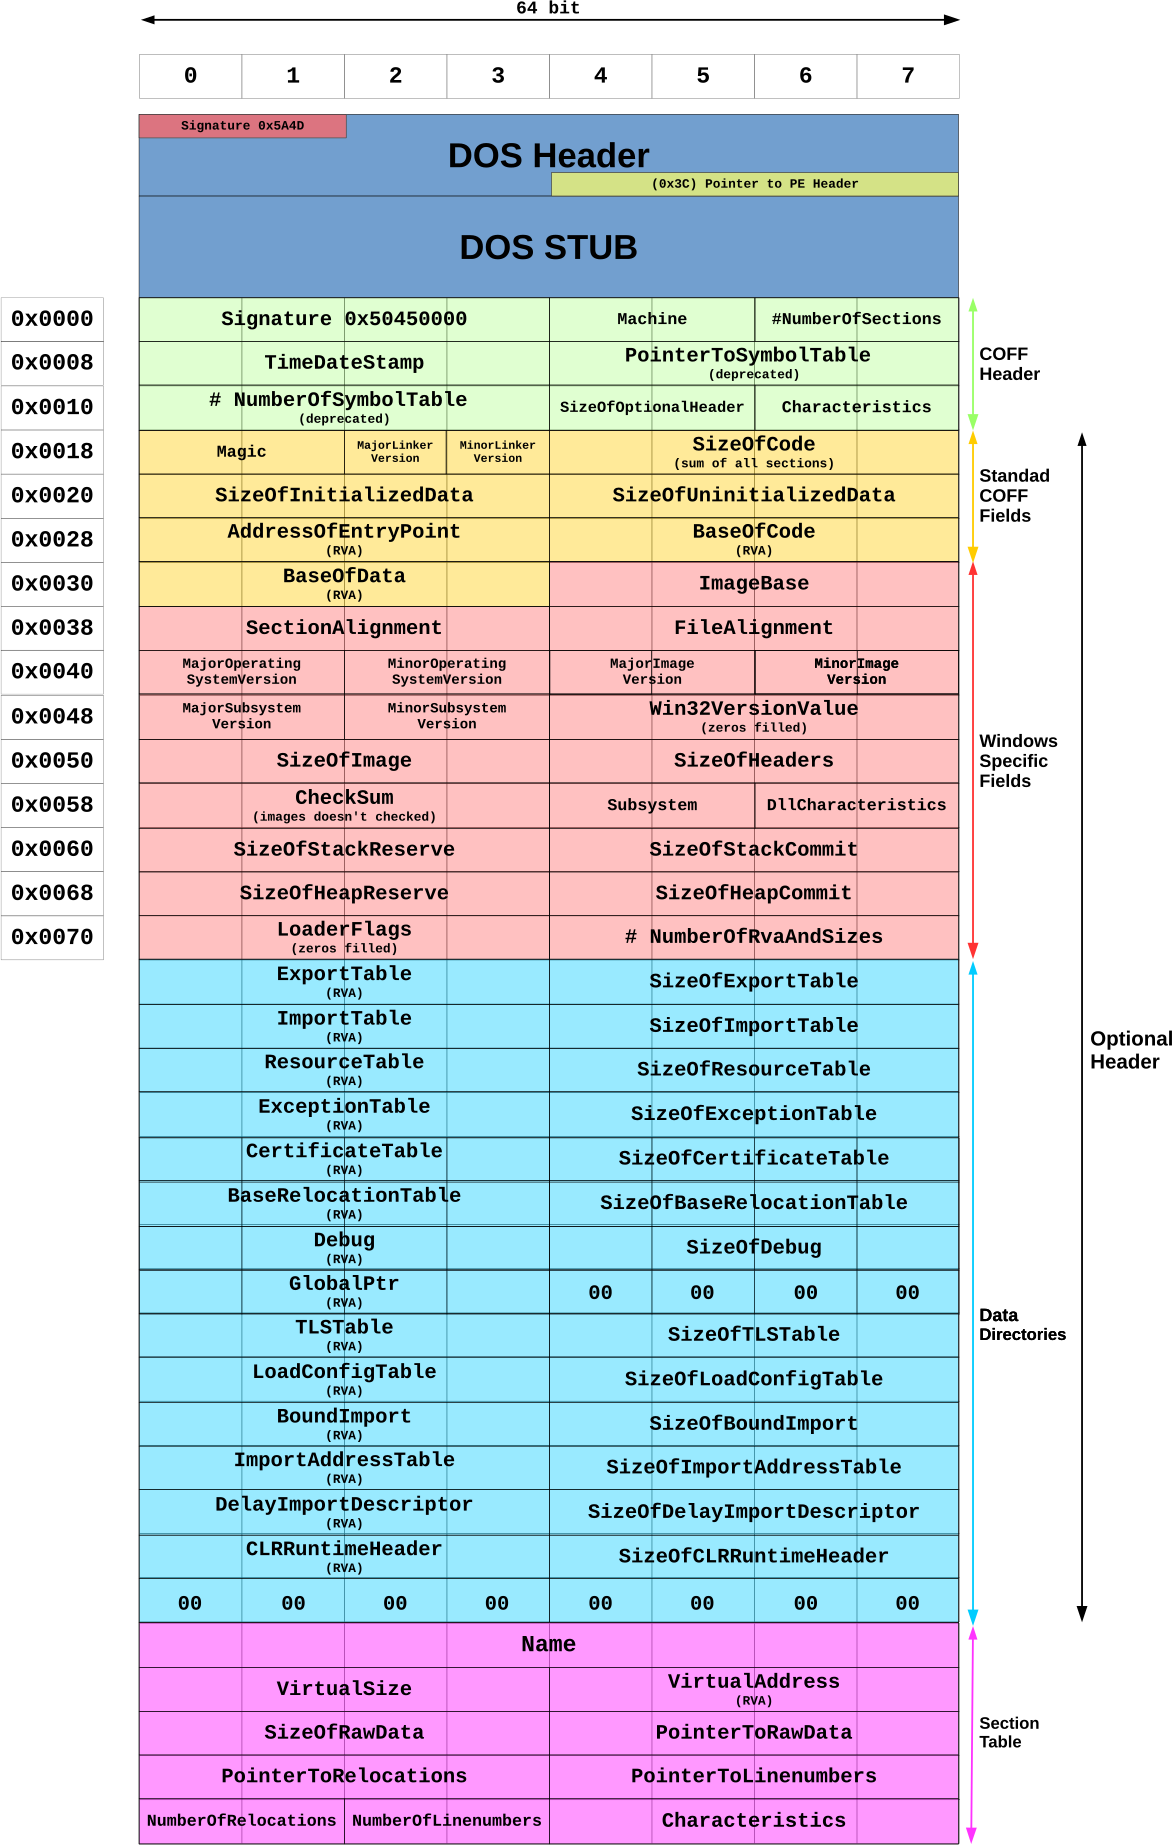 64 bit
0 1 2 3 4 5 6 7
Signature 0x5A4D
DOS Header
(0x3C) Pointer to PE Header
DOS STUB
0x0000 Signature 0x50450000 Machine #NumberOfSections
0x0008 TimeDateStamp PointerToSymbolTable
(deprecated)
COFF
Header
0x0010 # NumberOfSymbolTable
(deprecated)
SizeOfOptionalHeader Characteristics
0x0018 Magic
MajorLinker
Version
MinorLinker
Version
SizeOfCode
(sum of all sections)
0x0020 SizeOfInitializedData SizeOfUninitializedData
Standad
COFF
Fields
0x0028 AddressOfEntryPoint
(RVA)
BaseOfCode
(RVA)
0x0030 BaseOfData
(RVA)
ImageBase
0x0038 SectionAlignment FileAlignment
0x0040 MajorOperating
SystemVersion
MinorOperating
SystemVersion
MajorImage
Version
MinorImage
Version
0x0048 MajorSubsystem
Version
MinorSubsystem
Version
Win32VersionValue
(zeros filled)
0x0050 SizeOfImage SizeOfHeaders
Windows
Specific
Fields
0x0058 CheckSum
(images doesn't checked)
Subsystem DllCharacteristics
0x0060 SizeOfStackReserve SizeOfStackCommit
0x0068 SizeOfHeapReserve SizeOfHeapCommit
0x0070 LoaderFlags
(zeros filled)
# NumberOfRvaAndSizes
ExportTable
(RVA)
SizeOfExportTable
ImportTable
(RVA)
SizeOfImportTable
Optional
Header
ResourceTable
(RVA)
SizeOfResourceTable
ExceptionTable
(RVA)
SizeOfExceptionTable
CertificateTable
(RVA)
SizeOfCertificateTable
BaseRelocationTable
(RVA)
SizeOfBaseRelocationTable
Debug
(RVA)
SizeOfDebug
GlobalPtr
(RVA)
00 00 00 00
TLSTable
(RVA)
SizeOfTLSTable
Data
Directories
LoadConfigTable
(RVA)
SizeOfLoadConfigTable
BoundImport
(RVA)
SizeOfBoundImport
ImportAddressTable
(RVA)
SizeOfImportAddressTable
DelayImportDescriptor
(RVA)
SizeOfDelayImportDescriptor
CLRRuntimeHeader
(RVA)
SizeOfCLRRuntimeHeader
00 00 00 00 00 00 00 00
Name
VirtualSize VirtualAddress
(RVA)
SizeOfRawData PointerToRawData
Section
Table
PointerToRelocations PointerToLinenumbers
NumberOfRelocations NumberOfLinenumbers Characteristics